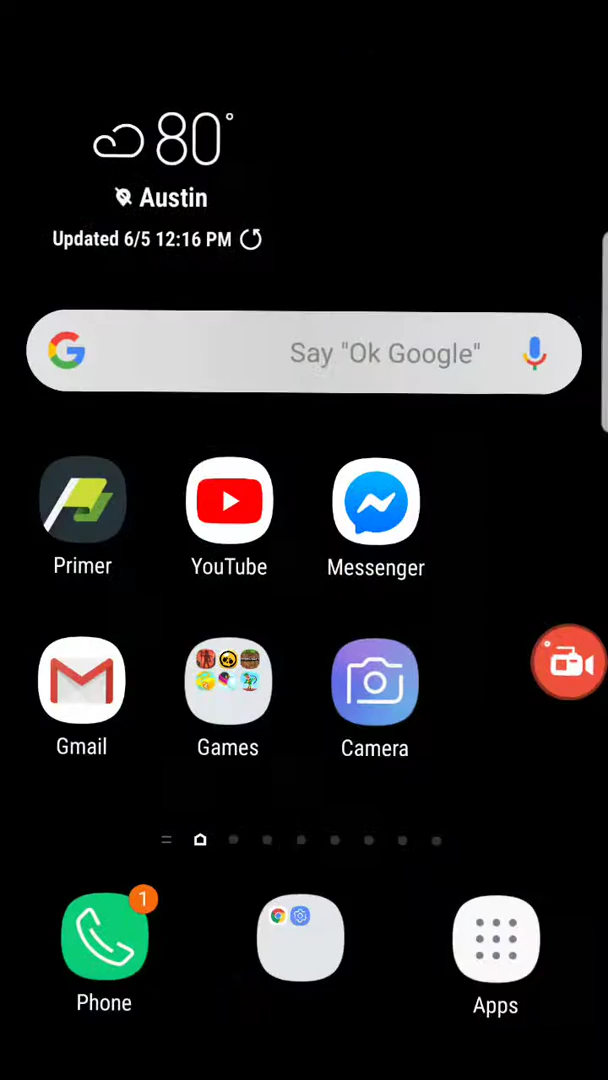 80°
Austin
Updated 6/5 12:16 PM
Say "Ok Google"
Primer
YouTube
Messenger
Gmail
Games
Camera
1
Phone
Apps